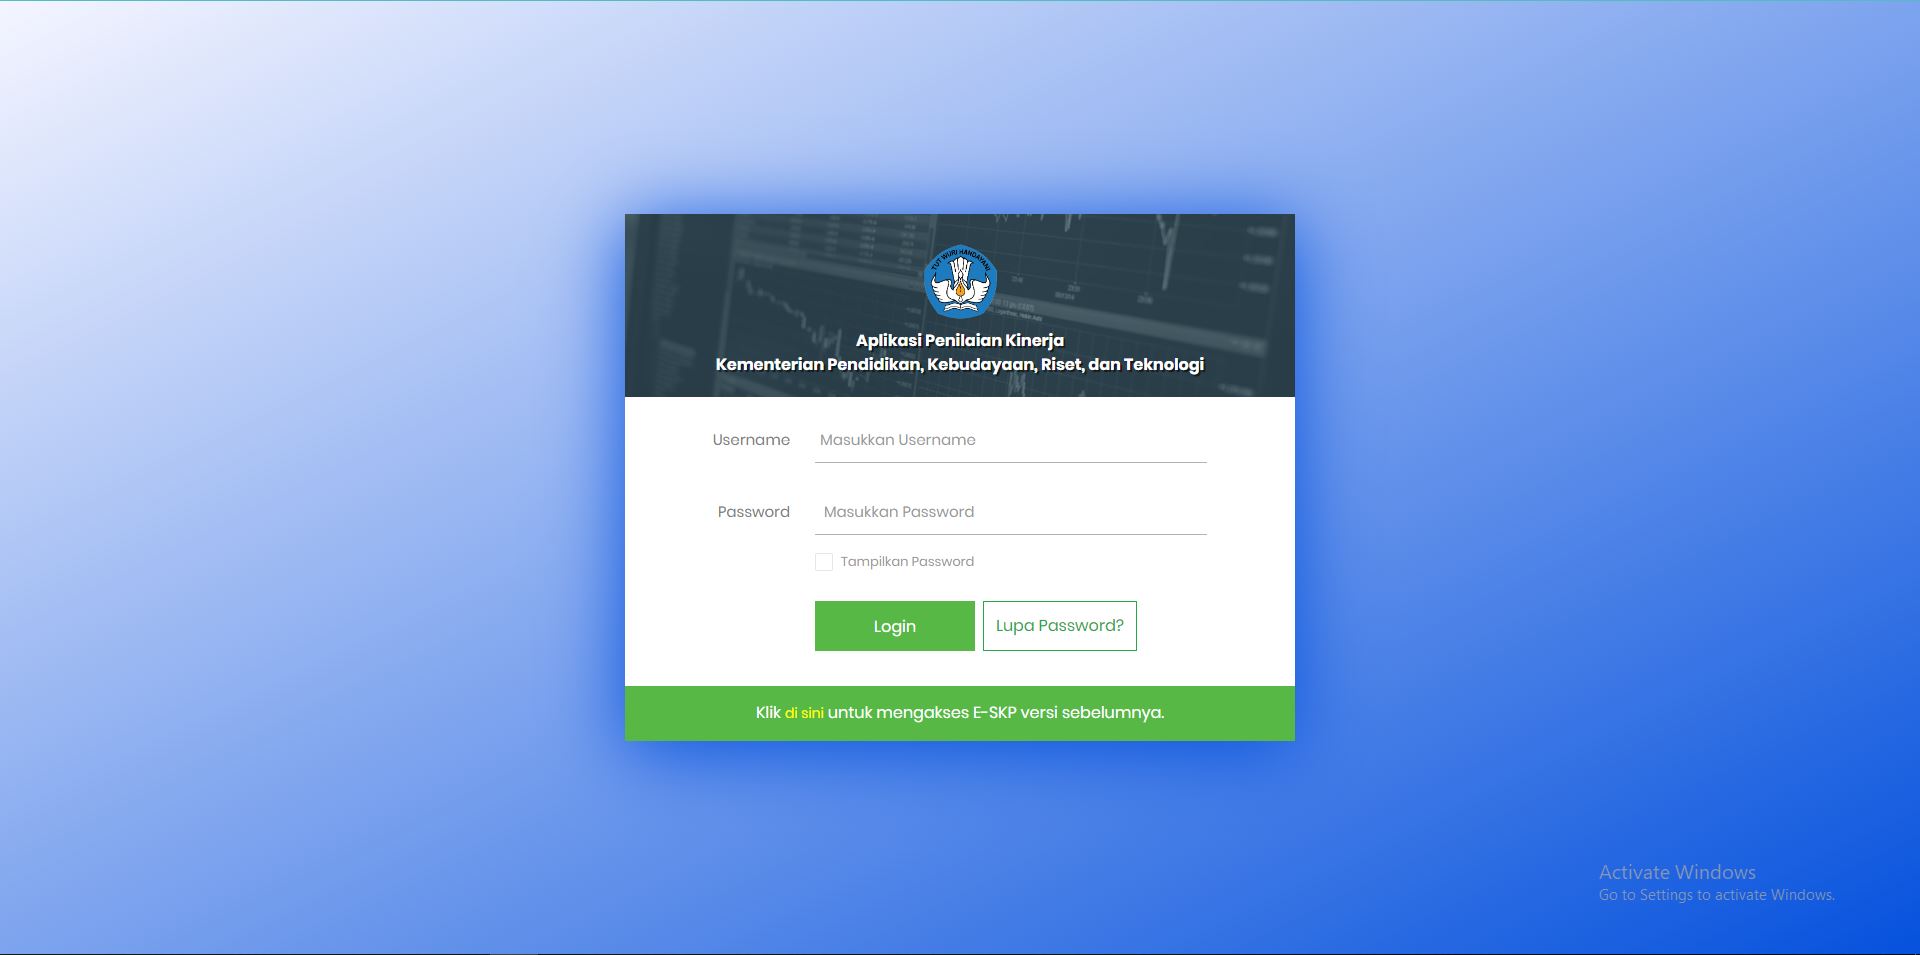 TUT WURI HANDAYANI
Aplikasi Penilaian Kinerja
Kementerian Pendidikan, Kebudayaan, Riset, dan Teknologi
Username Masukkan Username
Password Masukkan Password
Tampilkan Password
Login Lupa Password?
Klik di sini untuk mengakses E-SKP versi sebelumnya.
Activate Windows
Go to Settings to activate Windows.